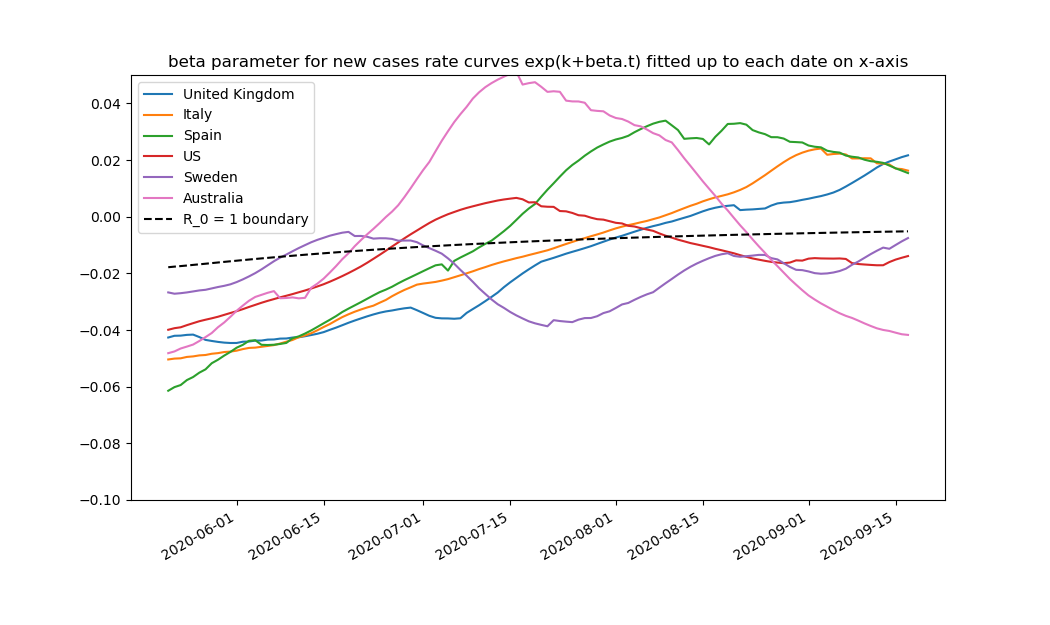 beta parameter for new cases rate curves exp(k+beta.t) fitted up to each date on x-axis
United Kingdom
Italy
Spain
US
Sweden
Australia
R_0 = 1 boundary
0.04
0.02
0.00
−0.02
−0.04
−0.06
−0.08
−0.10
2020-06-01
2020-06-15
2020-07-01
2020-07-15
2020-08-01
2020-08-15
2020-09-01
2020-09-15